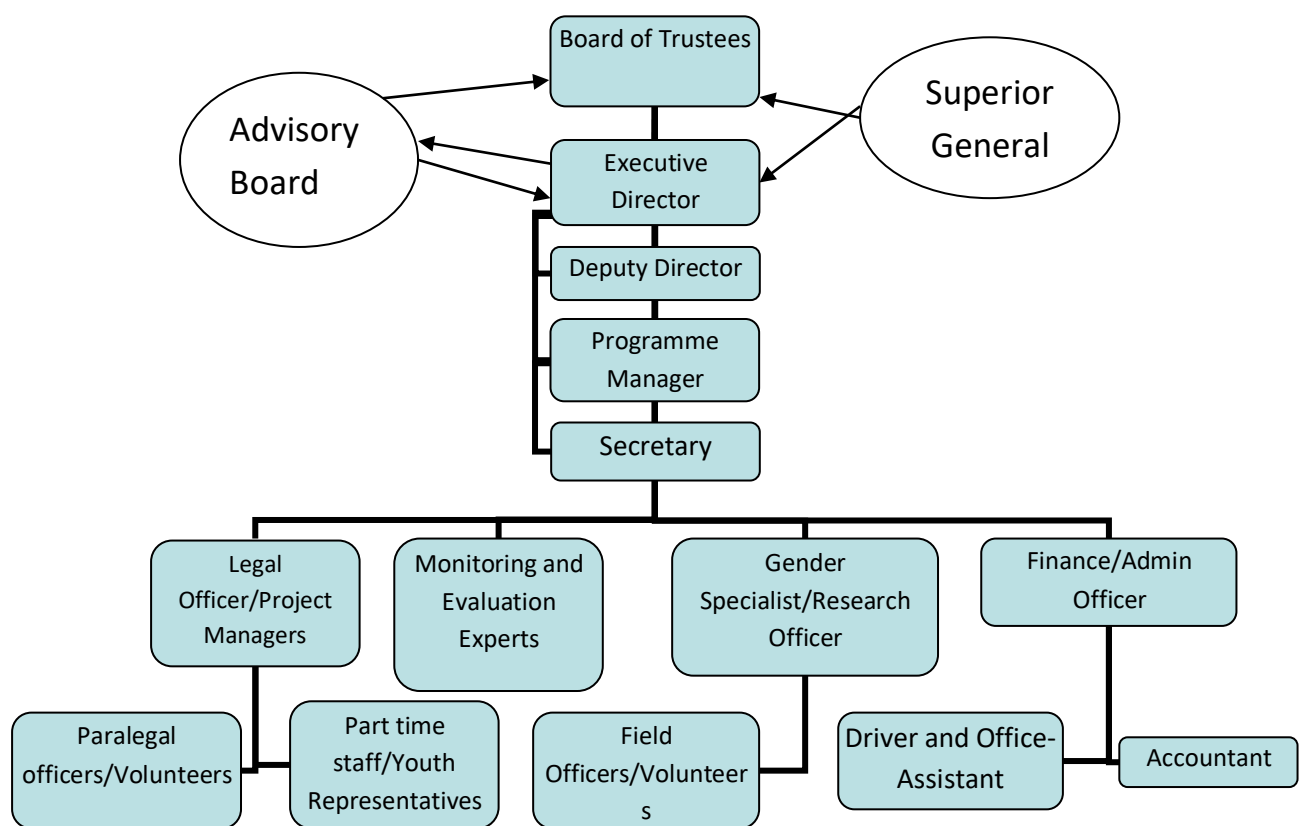 Board of Trustees
Advisory
Board
Superior
General
Executive
Director
Deputy Director
Programme
Manager
Secretary
Legal
Officer/Project
Managers
Monitoring and
Evaluation
Experts
Gender
Specialist/Research
Officer
Finance/Admin
Officer
Paralegal
officers/Volunteers
Part time
staff/Youth
Representatives
Field
Officers/Volunteer
s
Driver and Office-
Assistant
Accountant